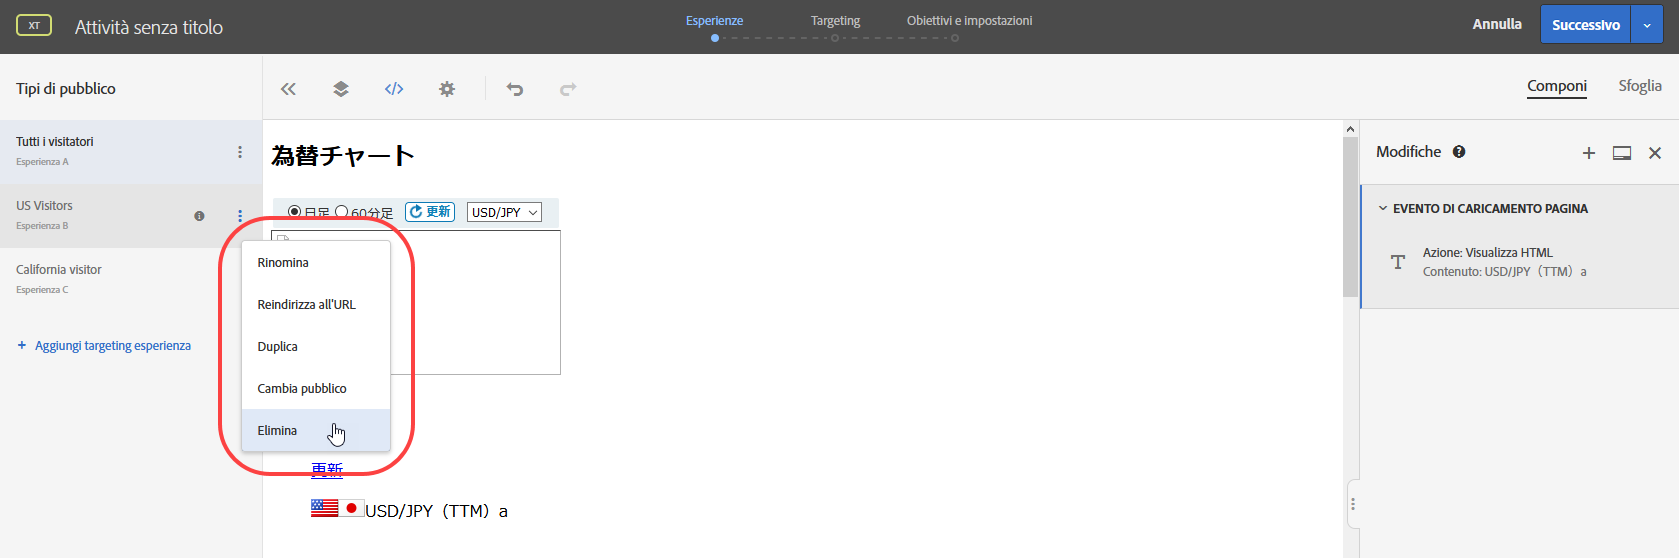 XT
Attività senza titolo
Esperienze
Targeting
Obiettivi e impostazioni
Annulla
Successivo
Tipi di pubblico
Componi
Sfoglia
Tutti i visitatori
Esperienza A
US Visitors
Esperienza B
California visitor
Esperienza C
+ Aggiungi targeting esperienza
為替チャート
日足 60分足 更新 USD/JPY
Rinomina
Reindirizza all'URL
Duplica
Cambia pubblico
Elimina
更新
USD/JPY（TTM）a
Modifiche
EVENTO DI CARICAMENTO PAGINA
Azione: Visualizza HTML
Contenuto: USD/JPY（TTM）a